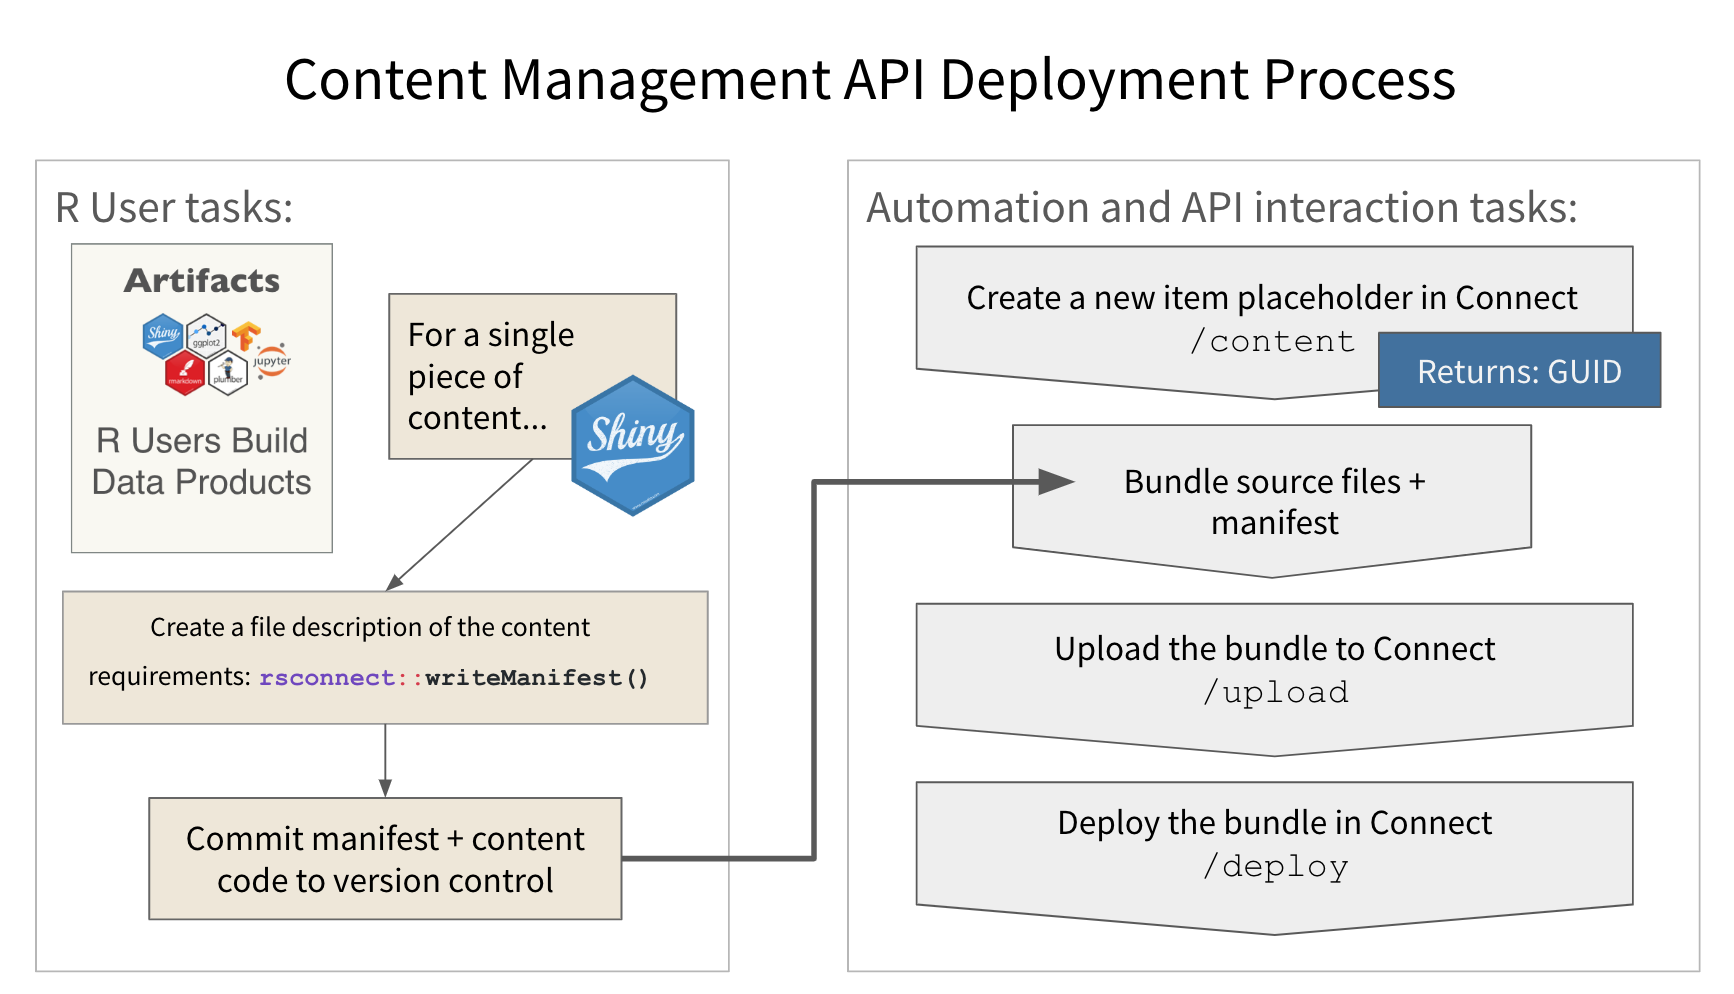 Content Management API Deployment Process
R User tasks:
Artifacts
Shiny
ggplot2
rmarkdown
plumber
jupyter
R Users Build
Data Products
For a single
piece of
content...
Shiny
Create a file description of the content
requirements: rsconnect::writeManifest()
Commit manifest + content
code to version control
Automation and API interaction tasks:
Create a new item placeholder in Connect
/content
Returns: GUID
Bundle source files +
manifest
Upload the bundle to Connect
/upload
Deploy the bundle in Connect
/deploy